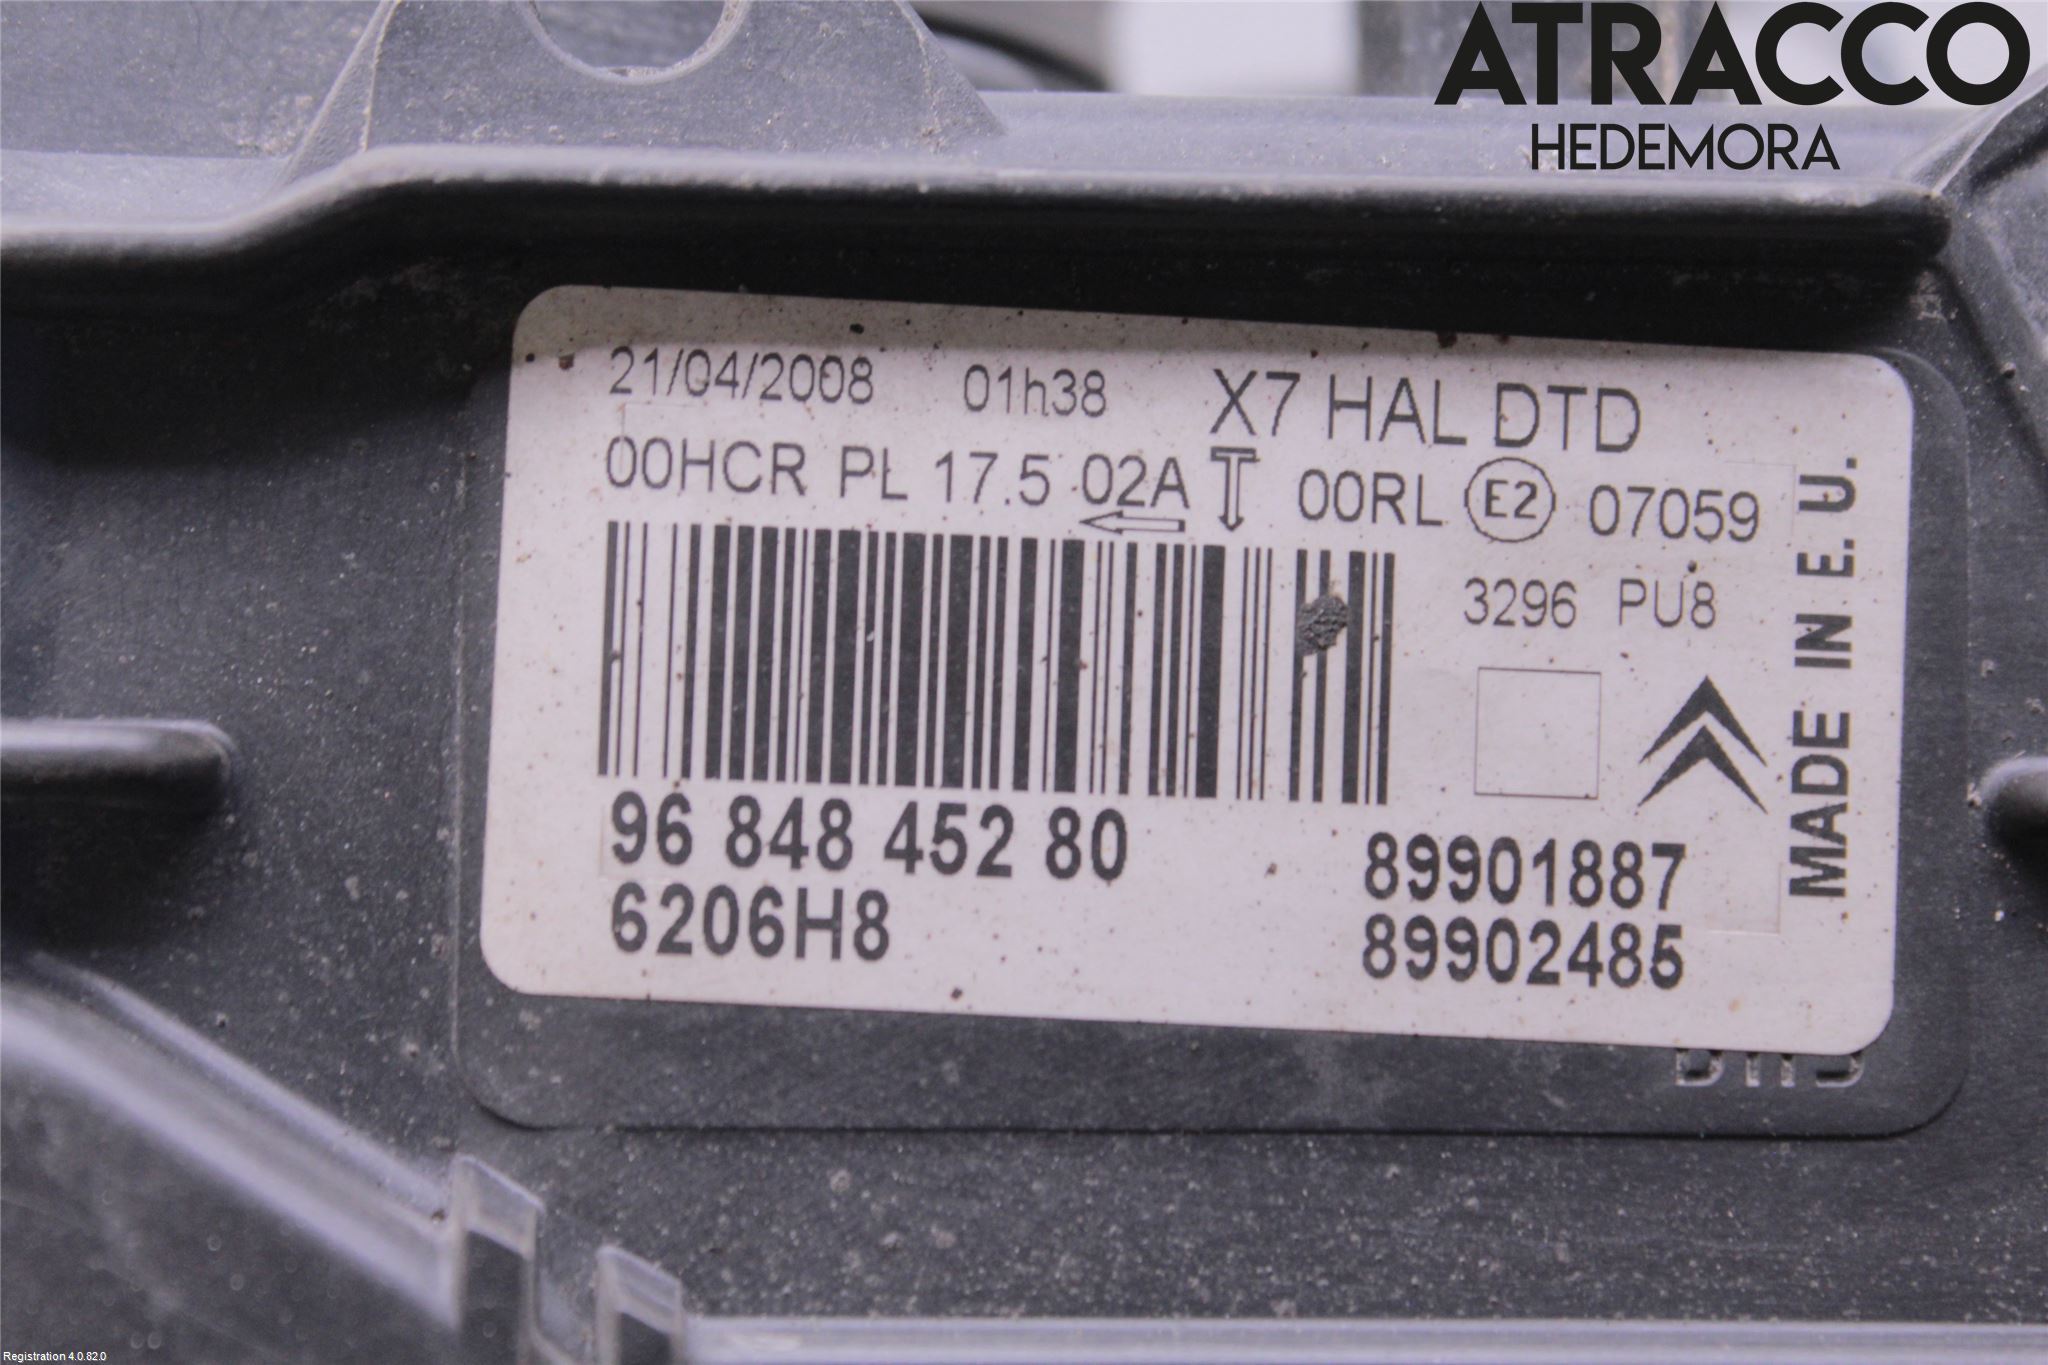 ATRACCO
HEDEMORA
21/04/2008 01h38 X7 HAL DTD
00HCR PL 17.5 02A 00RL E2 07059
3296 PU8
MADE IN E.U.
96 848 452 80 89901887
6206H8 89902485
Registration 4.0.82.0